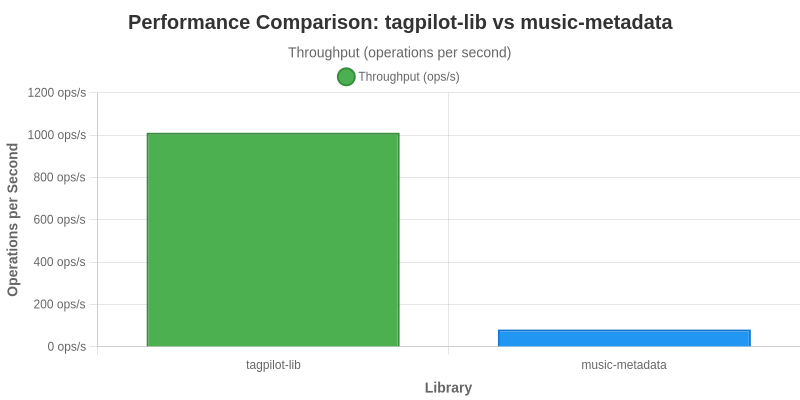 Performance Comparison: tagpilot-lib vs music-metadata
Throughput (operations per second)
Throughput (ops/s)
Operations per Second
1200 ops/s
1000 ops/s
800 ops/s
600 ops/s
400 ops/s
200 ops/s
0 ops/s
tagpilot-lib
music-metadata
Library